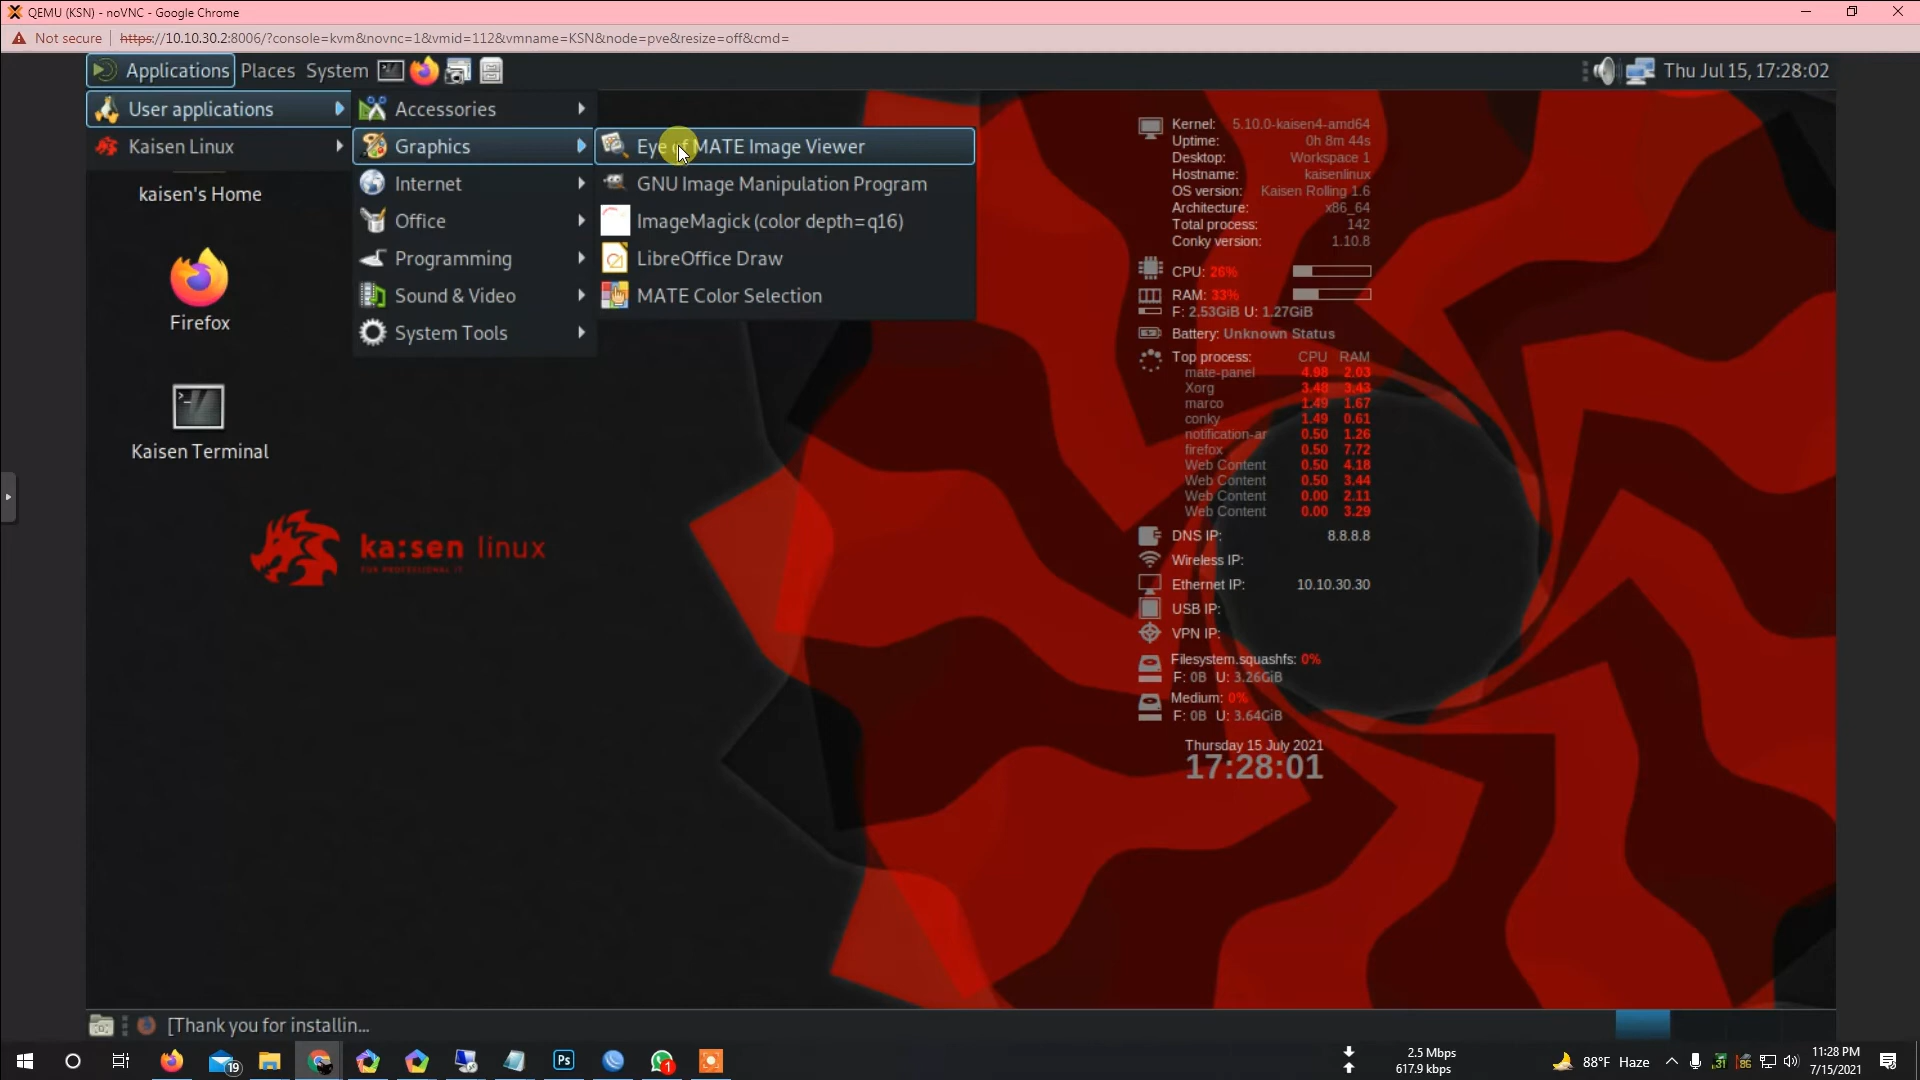 QEMU (KSN) - noVNC - Google Chrome
Not secure | https://10.10.30.2:8006/?console=kvm&novnc=1&vmid=112&vmname=KSN&node=pve&resize=off&cmd=
Applications Places System Thu Jul 15, 17:28:02
User applications
Kaisen Linux
Accessories
Graphics
Internet
Office
Programming
Sound & Video
System Tools
Eye of MATE Image Viewer
GNU Image Manipulation Program
ImageMagick (color depth=q16)
LibreOffice Draw
MATE Color Selection
kaisen's Home
Firefox
Kaisen Terminal
ka:sen linux
FOR PROFESSIONAL IT
Kernel: 5.10.0-kaisen4-amd64
Uptime: 0h 8m 44s
Desktop: Workspace 1
Hostname: kaisenlinux
OS version: Kaisen Rolling 1.6
Architecture: x86_64
Total process: 142
Conky version: 1.10.8
CPU: 26%
RAM: 33%
F: 2.53GiB U: 1.27GiB
Battery: Unknown Status
Top process: CPU RAM
mate-panel 4.98 2.03
Xorg 3.48 3.43
marco 1.49 1.67
conky 1.49 0.61
notification-ar 0.50 1.26
firefox 0.50 7.72
Web Content 0.50 4.18
Web Content 0.50 3.44
Web Content 0.00 2.11
Web Content 0.00 3.29
DNS IP: 8.8.8.8
Wireless IP:
Ethernet IP: 10.10.30.30
USB IP:
VPN IP:
Filesystem.squashfs: 0%
F: 0B U: 3.26GiB
Medium: 0%
F: 0B U: 3.64GiB
Thursday 15 July 2021
17:28:01
[Thank you for installin...
19
Ps
1
2.5 Mbps
617.9 kbps
88°F Haze
31
86
11:28 PM
7/15/2021